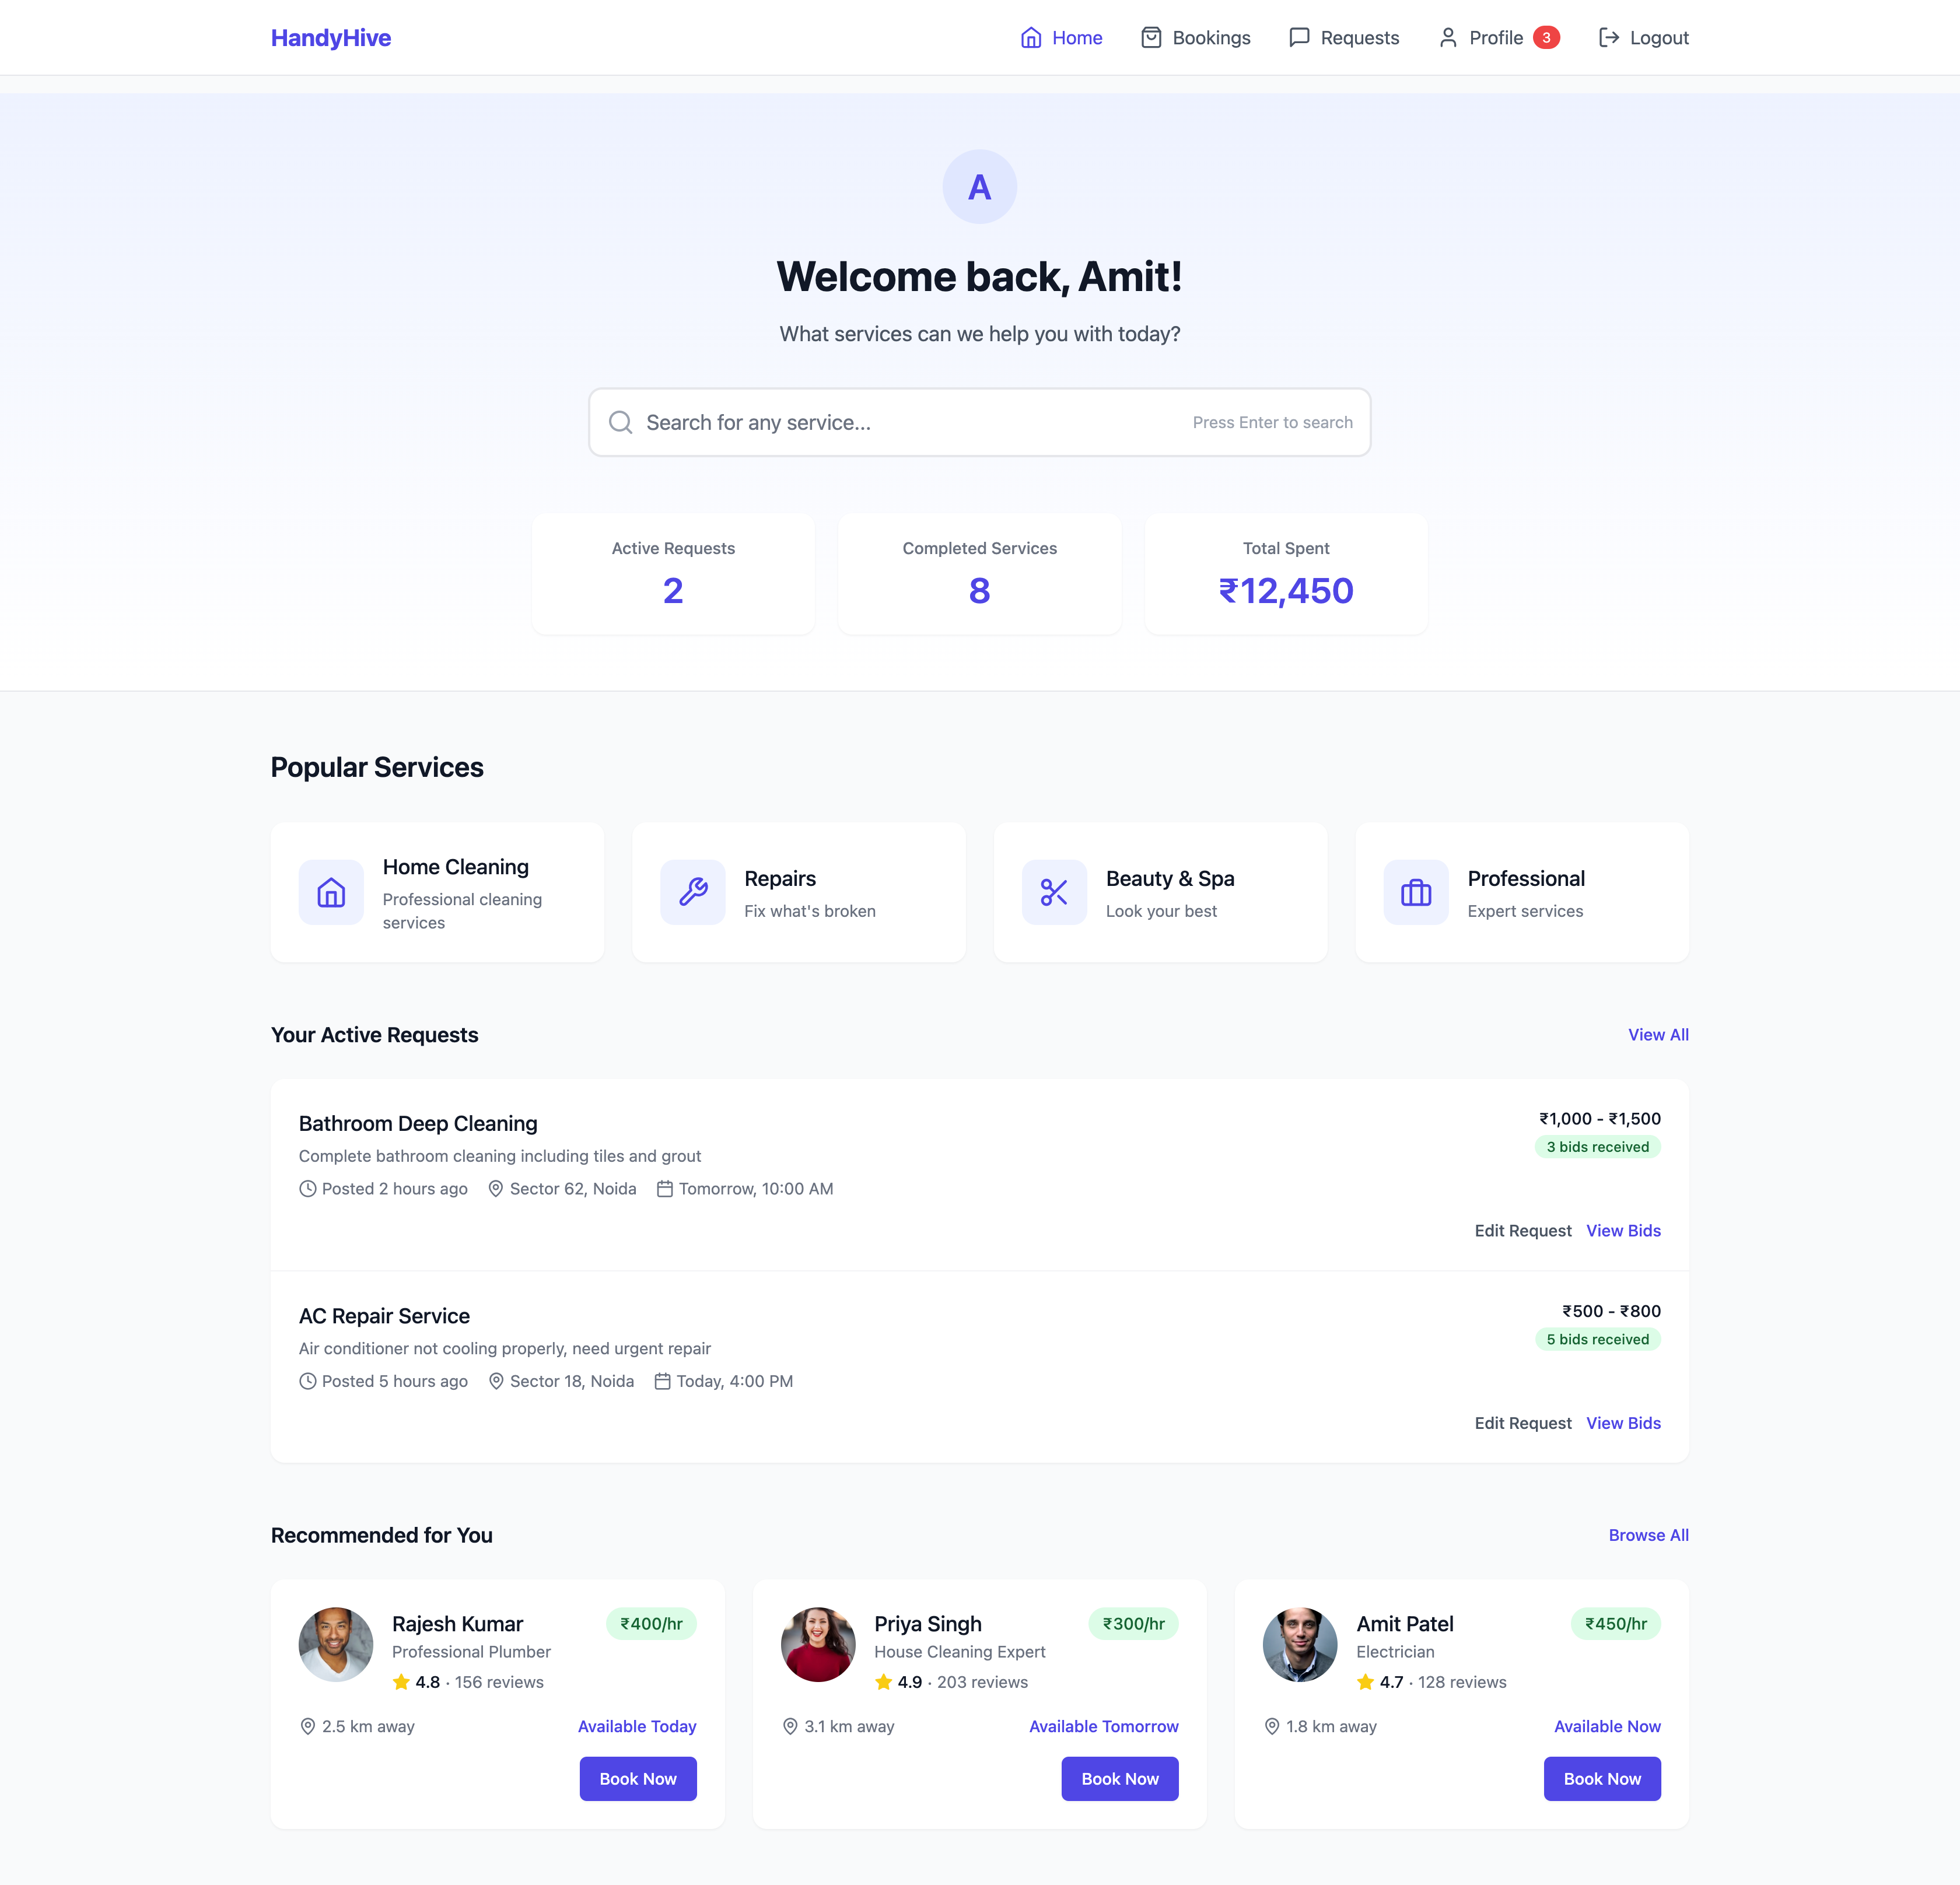 HandyHive
Home
Bookings
Requests
Profile 3
Logout
A
Welcome back, Amit!
What services can we help you with today?
Search for any service...
Press Enter to search
Active Requests
2
Completed Services
8
Total Spent
₹12,450
Popular Services
Home Cleaning
Professional cleaning
services
Repairs
Fix what's broken
Beauty & Spa
Look your best
Professional
Expert services
Your Active Requests
View All
Bathroom Deep Cleaning
Complete bathroom cleaning including tiles and grout
Posted 2 hours ago
Sector 62, Noida
Tomorrow, 10:00 AM
₹1,000 - ₹1,500
3 bids received
Edit Request
View Bids
AC Repair Service
Air conditioner not cooling properly, need urgent repair
Posted 5 hours ago
Sector 18, Noida
Today, 4:00 PM
₹500 - ₹800
5 bids received
Edit Request
View Bids
Recommended for You
Browse All
Rajesh Kumar
₹400/hr
Professional Plumber
4.8 · 156 reviews
2.5 km away
Available Today
Book Now
Priya Singh
₹300/hr
House Cleaning Expert
4.9 · 203 reviews
3.1 km away
Available Tomorrow
Book Now
Amit Patel
₹450/hr
Electrician
4.7 · 128 reviews
1.8 km away
Available Now
Book Now